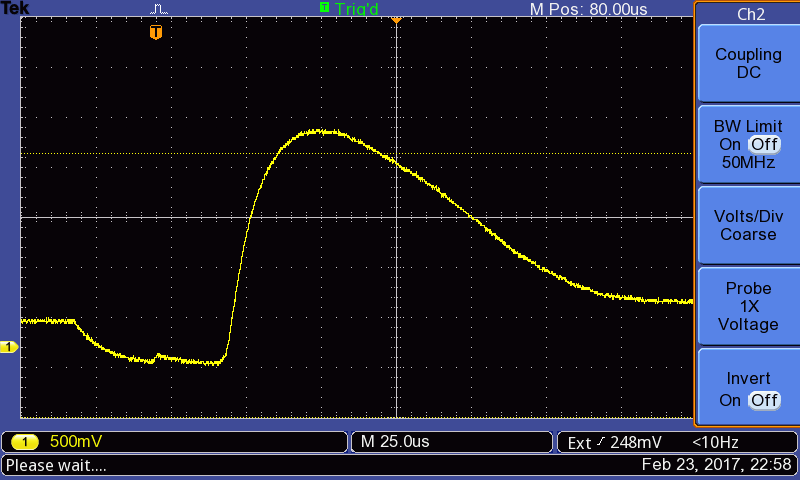 Tek
T Trig'd
M Pos: 80.00us
Ch2
T
Coupling
DC
BW Limit
On Off
50MHz
Volts/Div
Coarse
Probe
1X
Voltage
1
Invert
On Off
1 500mV
M 25.0us
Ext 248mV <10Hz
Please wait....
Feb 23, 2017, 22:58